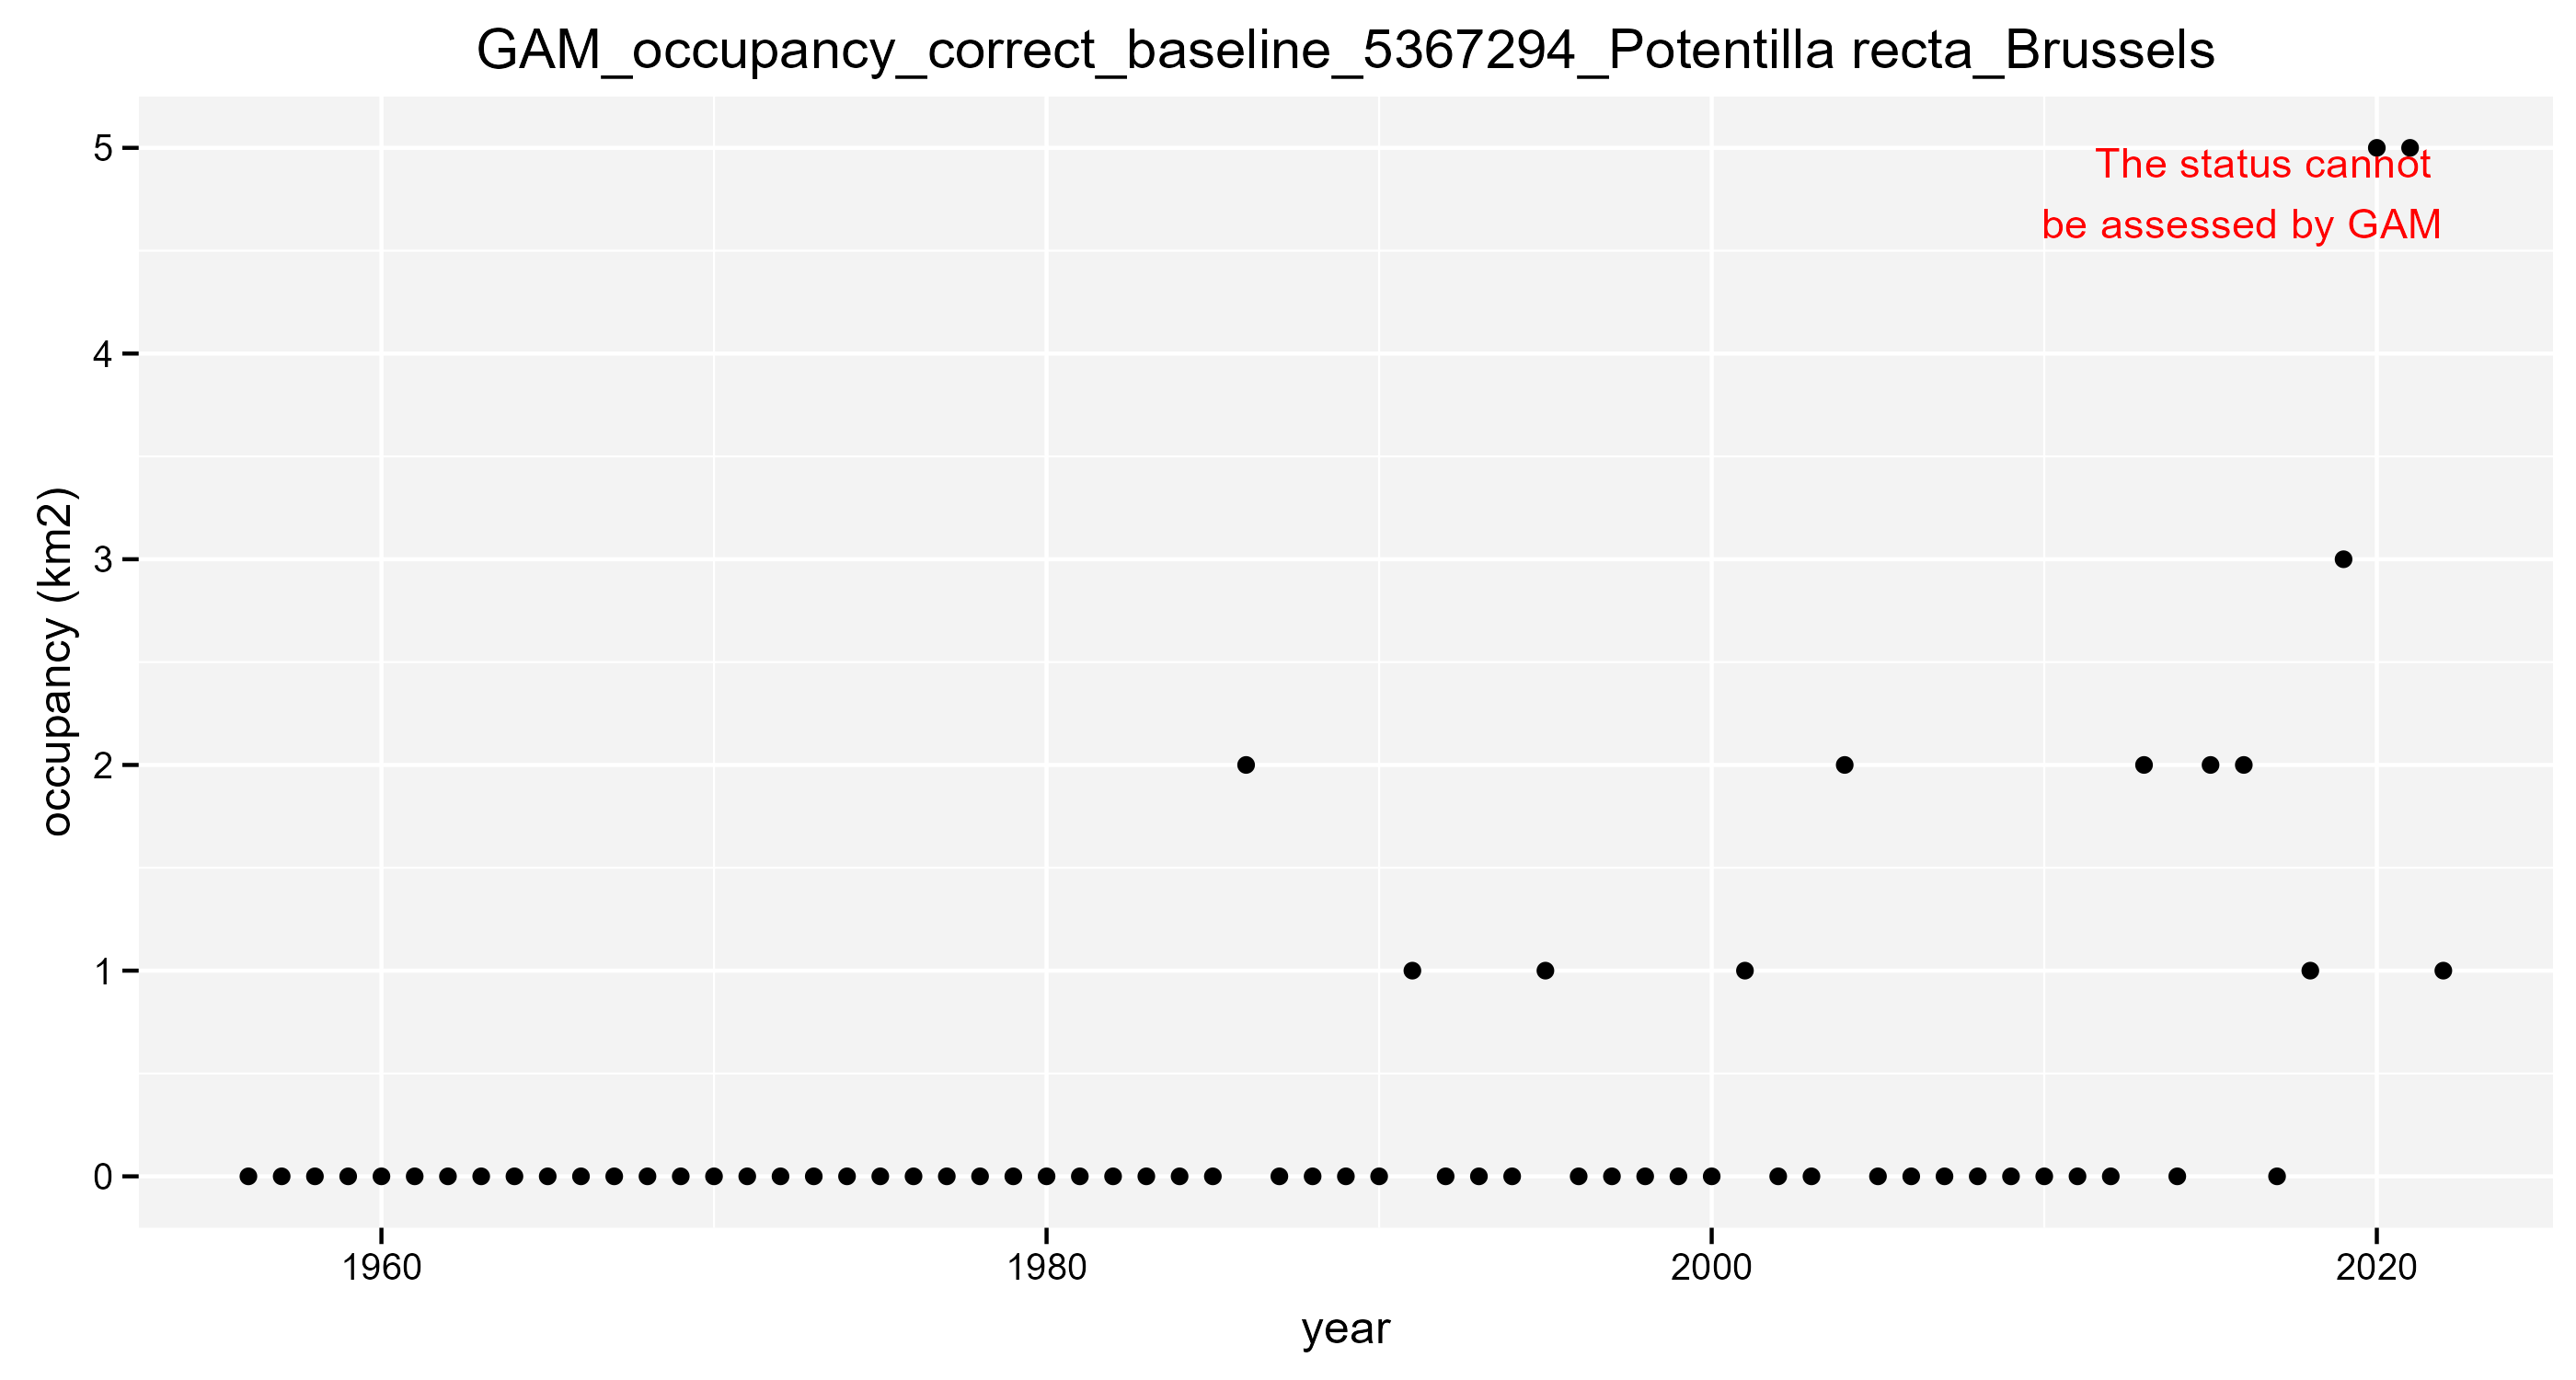 GAM_occupancy_correct_baseline_5367294_Potentilla recta_Brussels
5
The status cannot
be assessed by GAM
4
3
occupancy (km2)
2
1
0
1960
1980
2000
2020
year